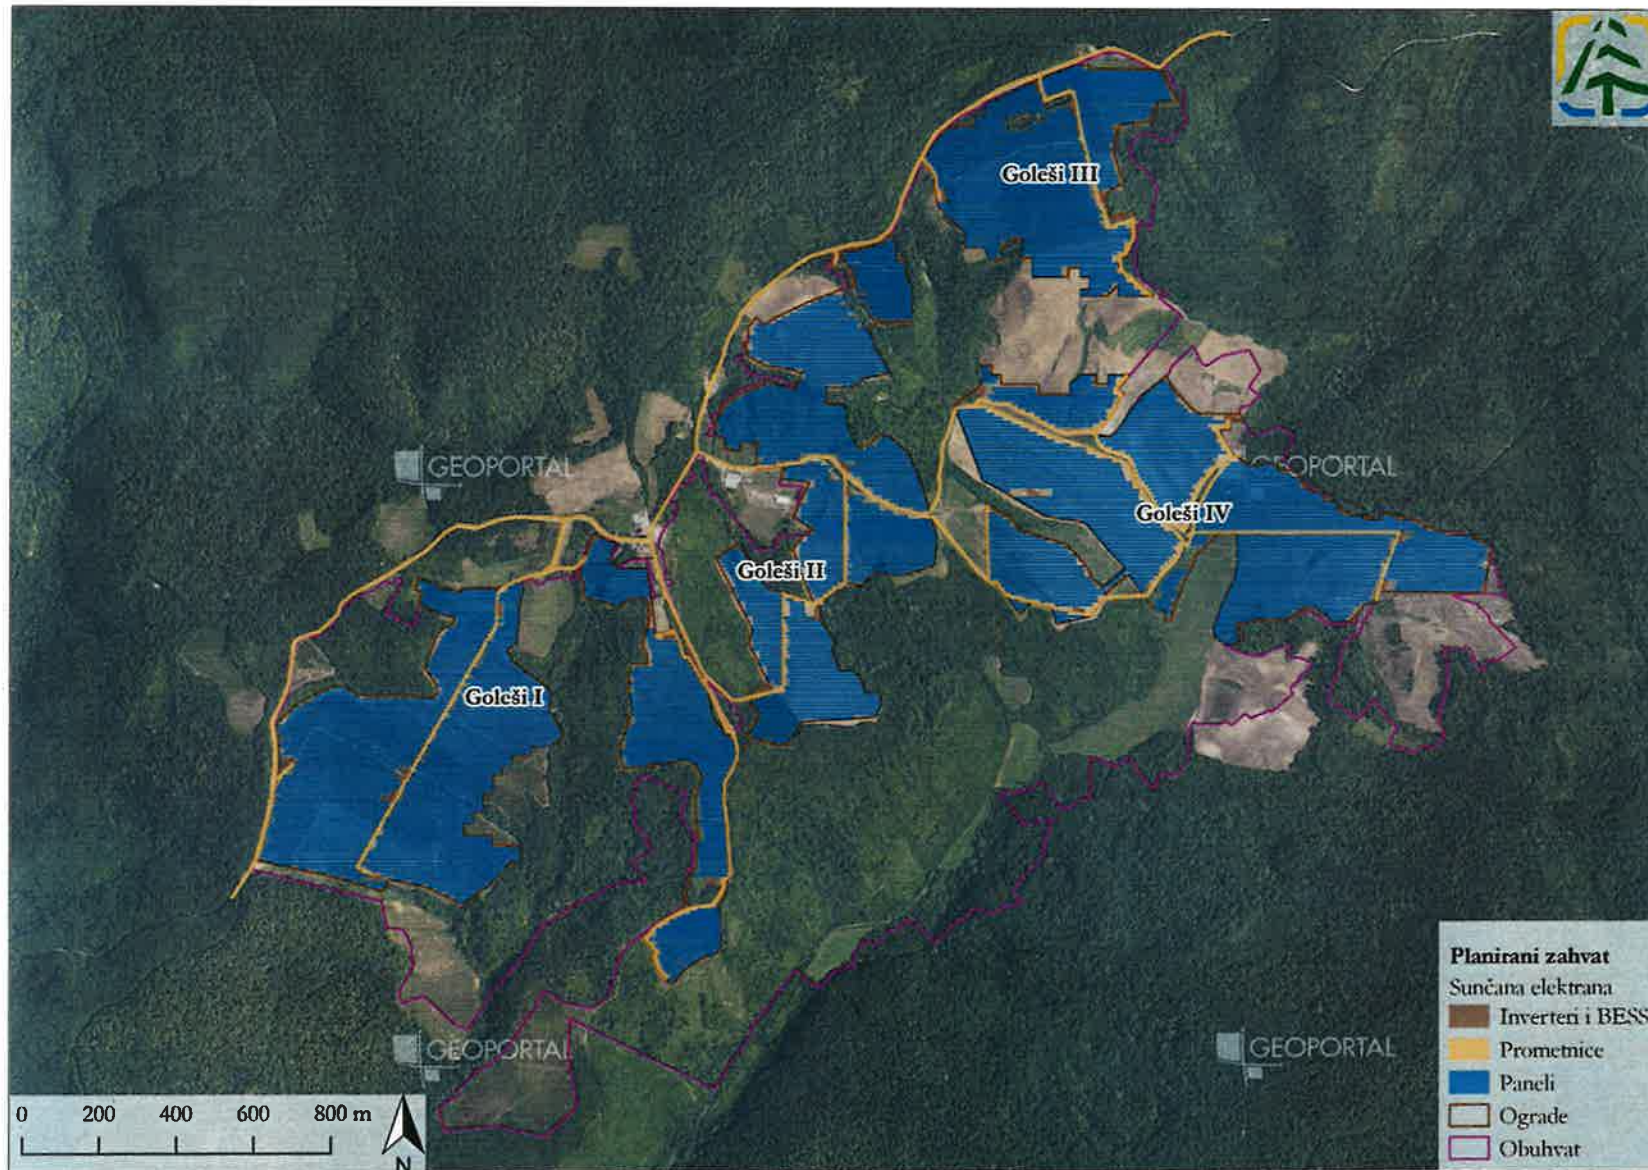 Goleši III
GEOPORTAL
GEOPORTAL
Goleši IV
Goleši II
Goleši I
Planirani zahvat
Sunčana elektrana
Inverteri i BESS
Prometnice
Paneli
Ograde
Obuhvat
GEOPORTAL
GEOPORTAL
0 200 400 600 800 m
N